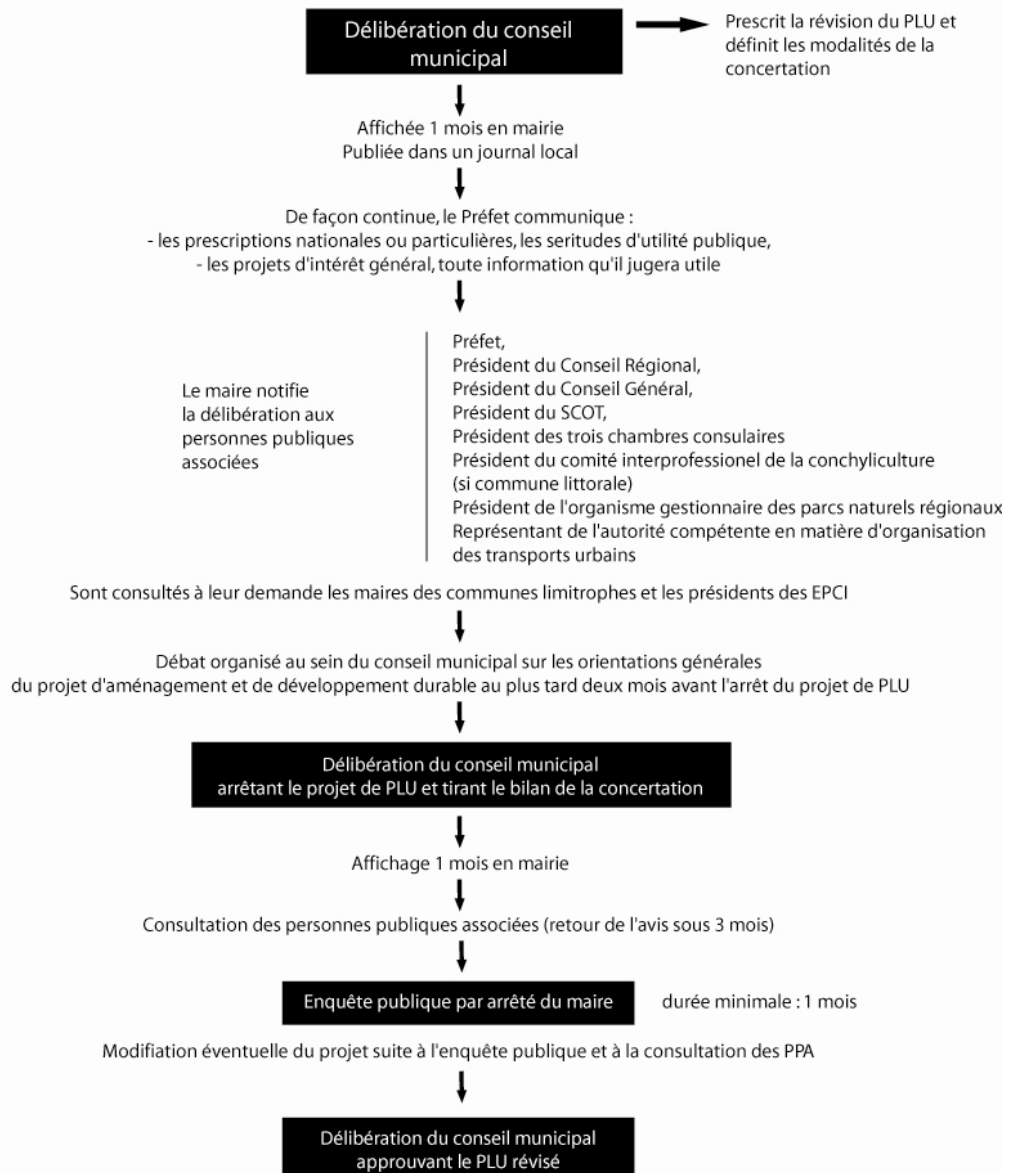 Délibération du conseil
municipal
Prescrit la révision du PLU et
définit les modalités de la
concertation
Affichée 1 mois en mairie
Publiée dans un journal local
De façon continue, le Préfet communique :
- les prescriptions nationales ou particulières, les seritudes d'utilité publique,
- les projets d'intérêt général, toute information qu'il jugera utile
Le maire notifie
la délibération aux
personnes publiques
associées
Préfet,
Président du Conseil Régional,
Président du Conseil Général,
Président du SCOT,
Président des trois chambres consulaires
Président du comité interprofessionel de la conchyliculture
(si commune littorale)
Président de l'organisme gestionnaire des parcs naturels régionaux
Représentant de l'autorité compétente en matière d'organisation
des transports urbains
Sont consultés à leur demande les maires des communes limitrophes et les présidents des EPCI
Débat organisé au sein du conseil municipal sur les orientations générales
du projet d'aménagement et de développement durable au plus tard deux mois avant l'arrêt du projet de PLU
Délibération du conseil municipal
arrêtant le projet de PLU et tirant le bilan de la concertation
Affichage 1 mois en mairie
Consultation des personnes publiques associées (retour de l'avis sous 3 mois)
Enquête publique par arrêté du maire
durée minimale : 1 mois
Modifiation éventuelle du projet suite à l'enquête publique et à la consultation des PPA
Délibération du conseil municipal
approuvant le PLU révisé